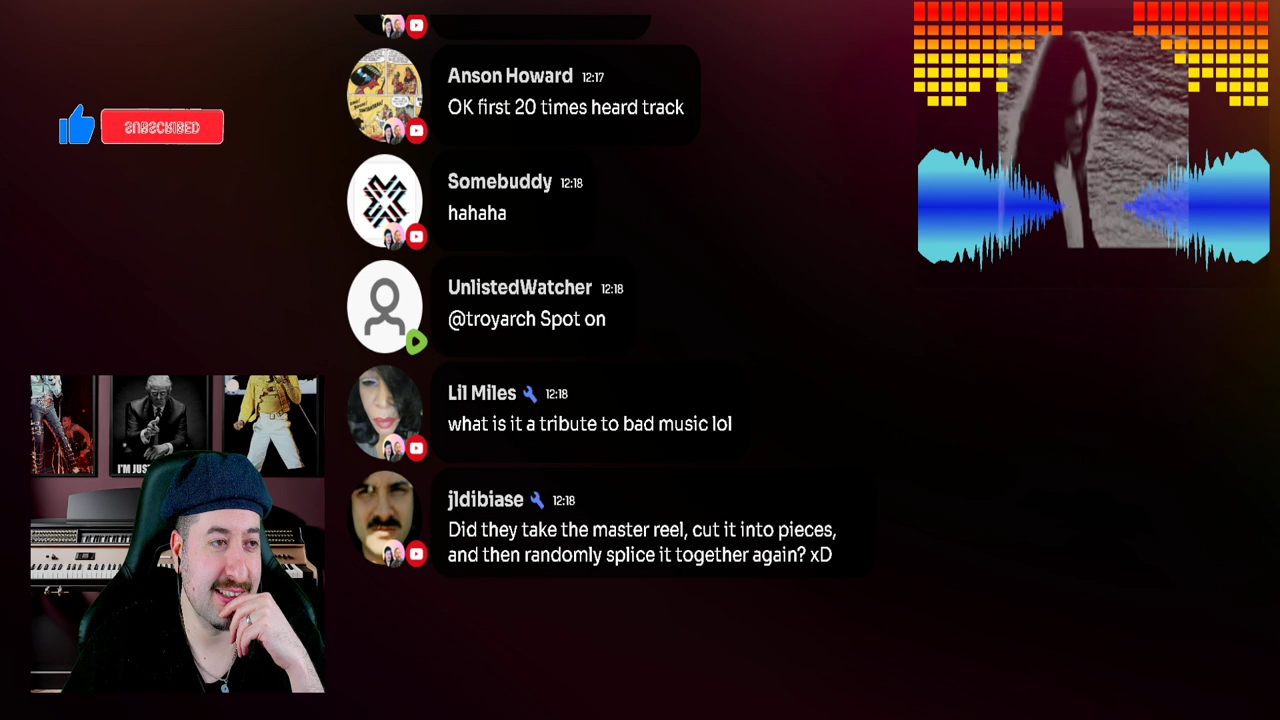 SUBSCRIBED
Anson Howard 12:17
OK first 20 times heard track
Somebuddy 12:18
hahaha
UnlistedWatcher 12:18
@troyarch Spot on
Lil Miles 12:18
what is it a tribute to bad music lol
jldibiase 12:18
Did they take the master reel, cut it into pieces,
and then randomly splice it together again? xD
I'M JUS